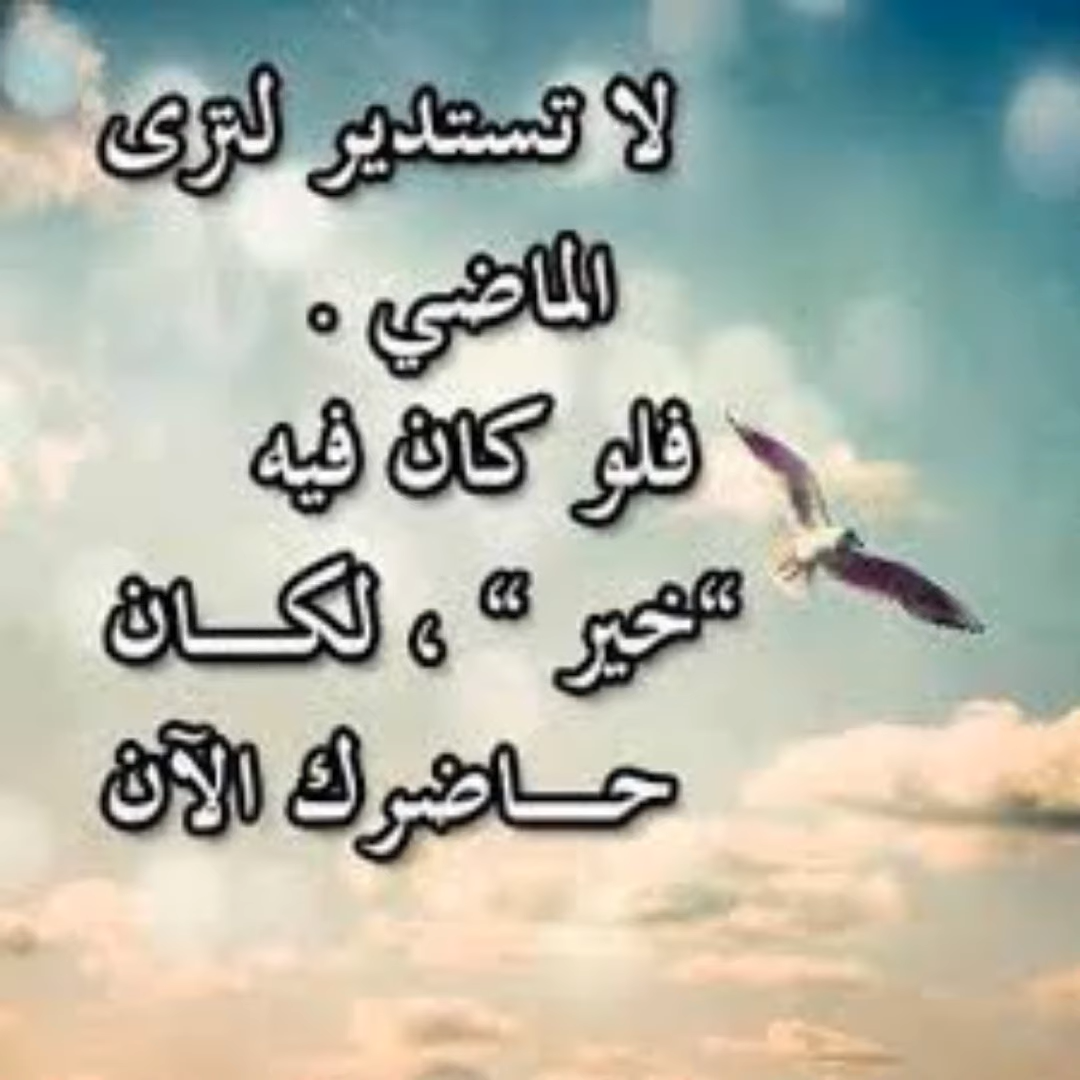 لا تستدير لترى
الماضي .
فلو كان فيه
“خير “ ، لكـــان
حـــاضرك الآن